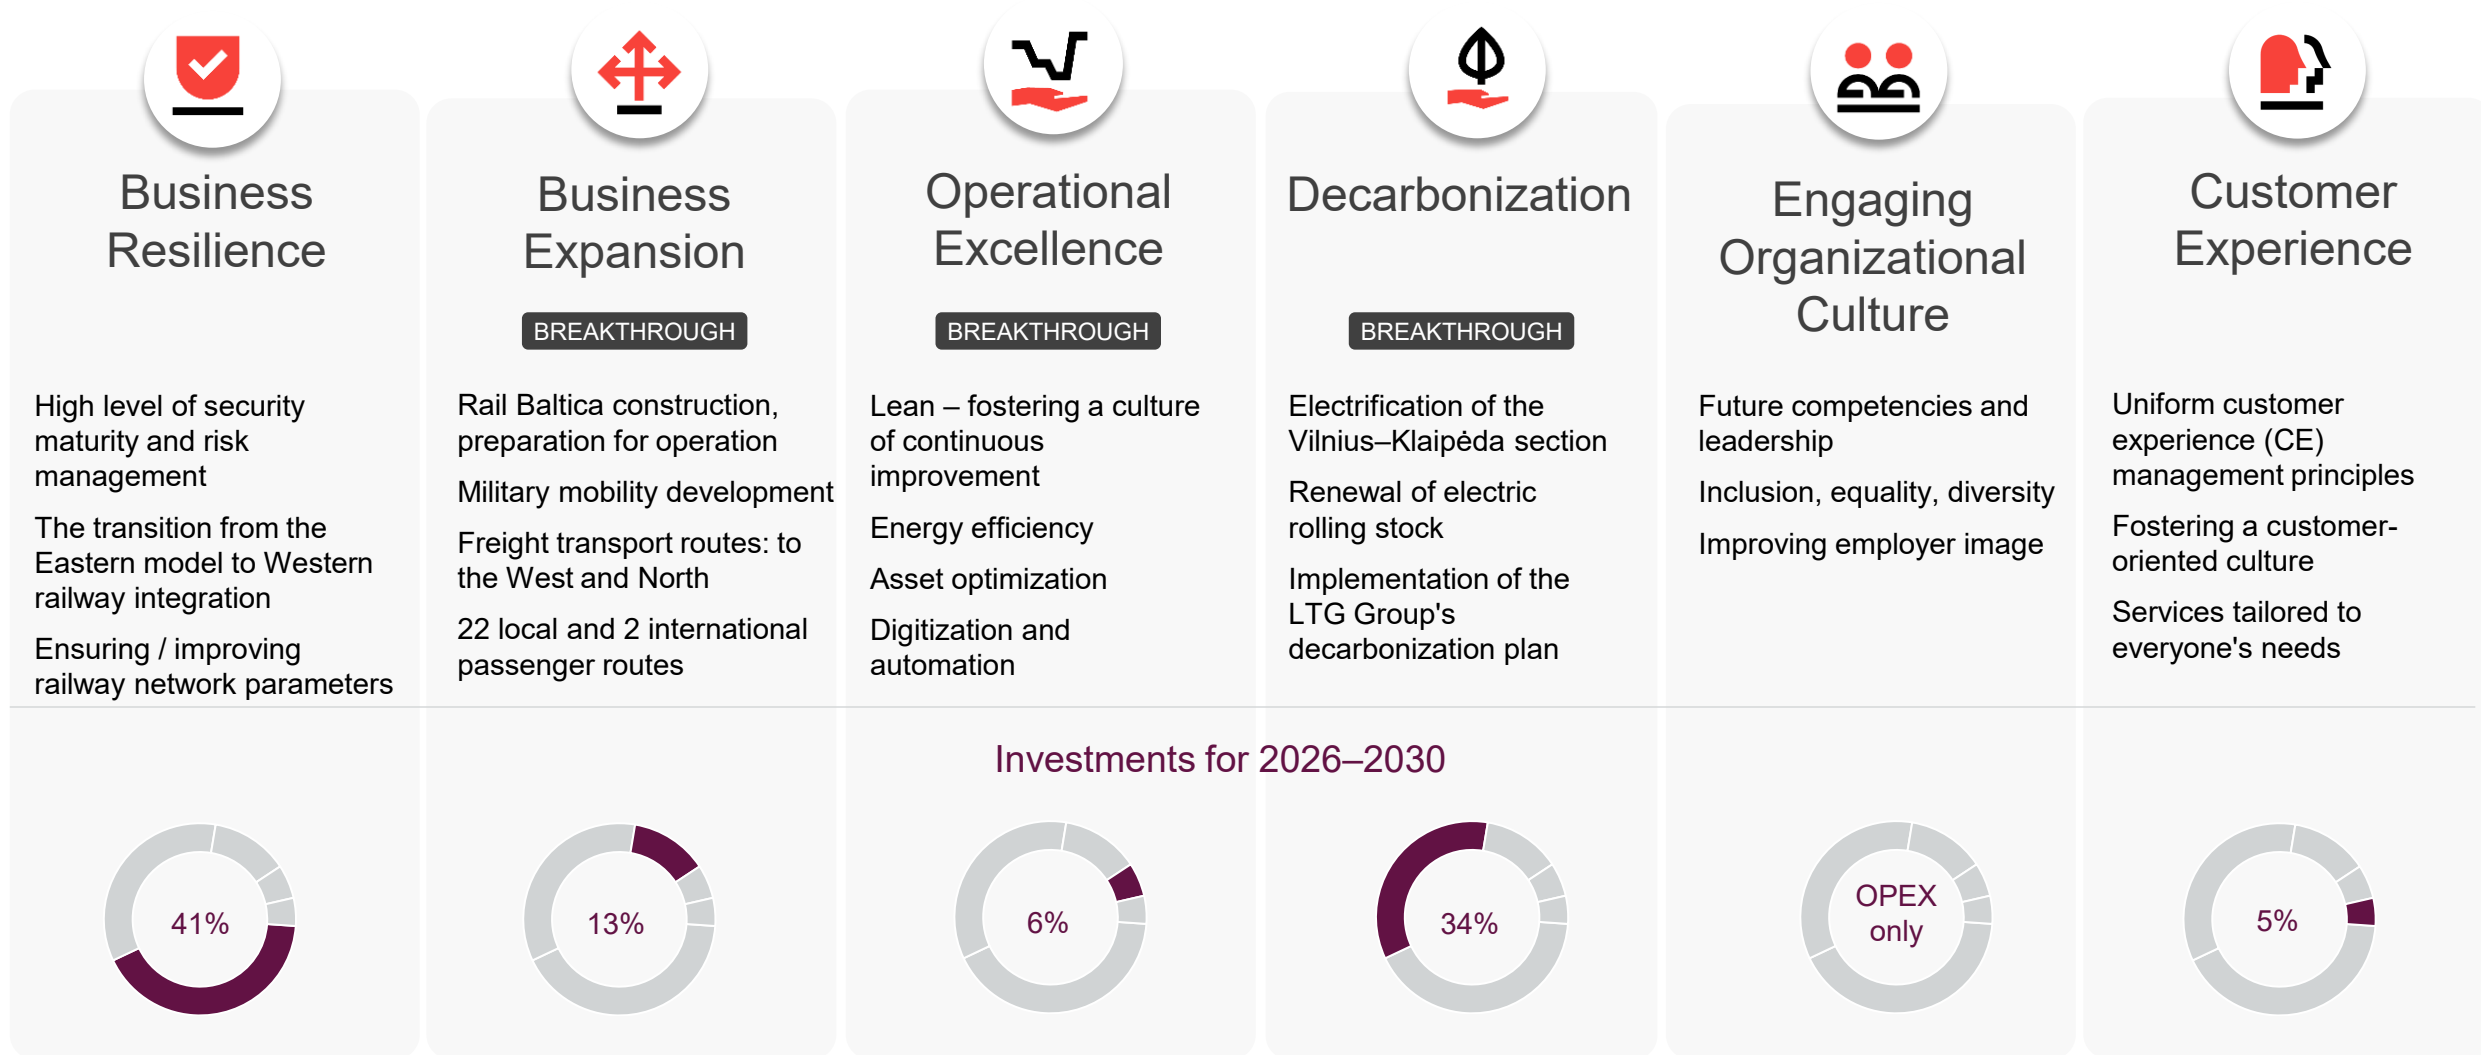 Business
Resilience
High level of security
maturity and risk
management
The transition from the
Eastern model to Western
railway integration
Ensuring / improving
railway network parameters
Business
Expansion
BREAKTHROUGH
Rail Baltica construction,
preparation for operation
Military mobility development
Freight transport routes: to
the West and North
22 local and 2 international
passenger routes
Operational
Excellence
BREAKTHROUGH
Lean – fostering a culture
of continuous
improvement
Energy efficiency
Asset optimization
Digitization and
automation
Decarbonization
BREAKTHROUGH
Electrification of the
Vilnius–Klaipėda section
Renewal of electric
rolling stock
Implementation of the
LTG Group's
decarbonization plan
Engaging
Organizational
Culture
Future competencies and
leadership
Inclusion, equality, diversity
Improving employer image
Customer
Experience
Uniform customer
experience (CE)
management principles
Fostering a customer-
oriented culture
Services tailored to
everyone's needs
Investments for 2026–2030
41%
13%
6%
34%
OPEX
only
5%